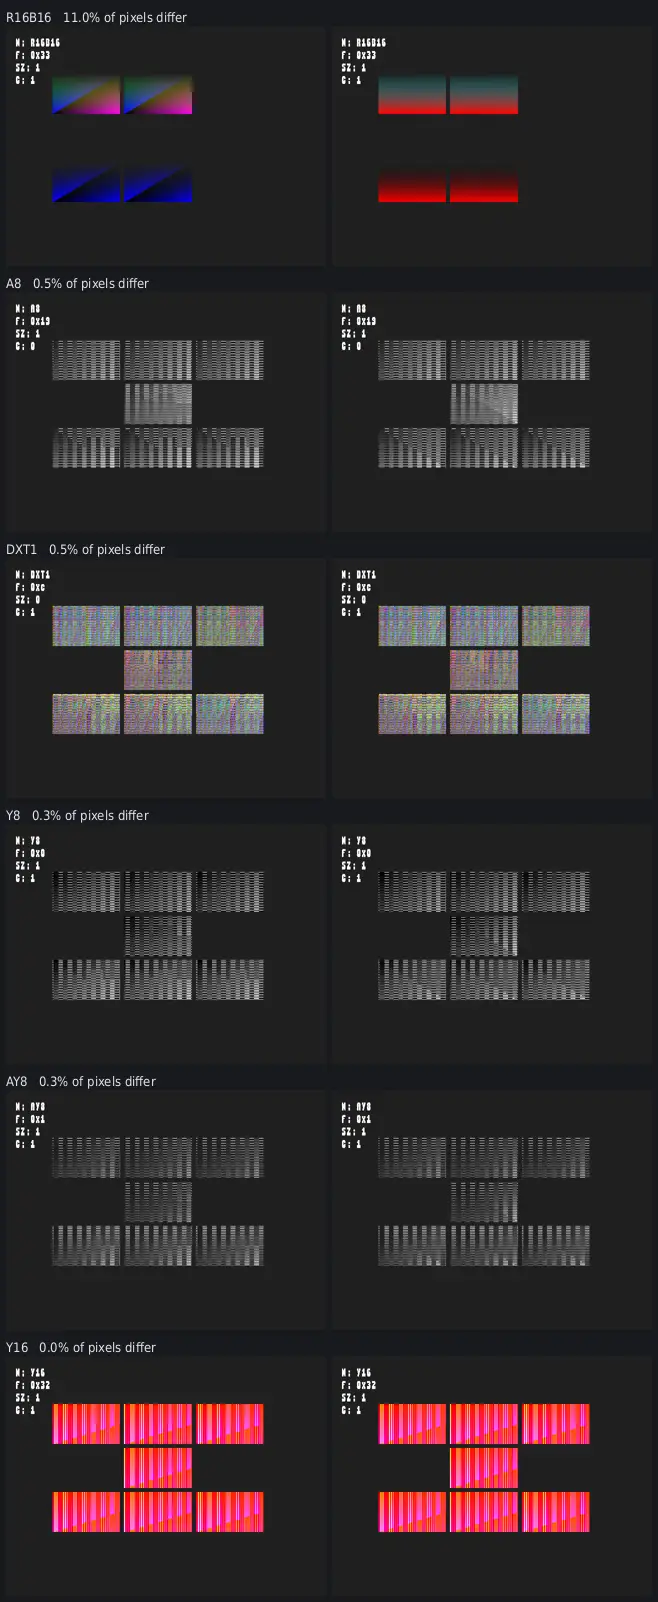 R16B16 11.0% of pixels differ
N: R16B16
F: 0x33
SZ: 1
C: 1
N: R16B16
F: 0x33
SZ: 1
C: 1
A8 0.5% of pixels differ
N: A8
F: 0x19
SZ: 1
C: 0
N: A8
F: 0x19
SZ: 1
C: 0
DXT1 0.5% of pixels differ
N: DXT1
F: 0xc
SZ: 0
C: 1
N: DXT1
F: 0xc
SZ: 0
C: 1
Y8 0.3% of pixels differ
N: Y8
F: 0x0
SZ: 1
C: 1
N: Y8
F: 0x0
SZ: 1
C: 1
AY8 0.3% of pixels differ
N: AY8
F: 0x1
SZ: 1
C: 1
N: AY8
F: 0x1
SZ: 1
C: 1
Y16 0.0% of pixels differ
N: Y16
F: 0x32
SZ: 1
C: 1
N: Y16
F: 0x32
SZ: 1
C: 1